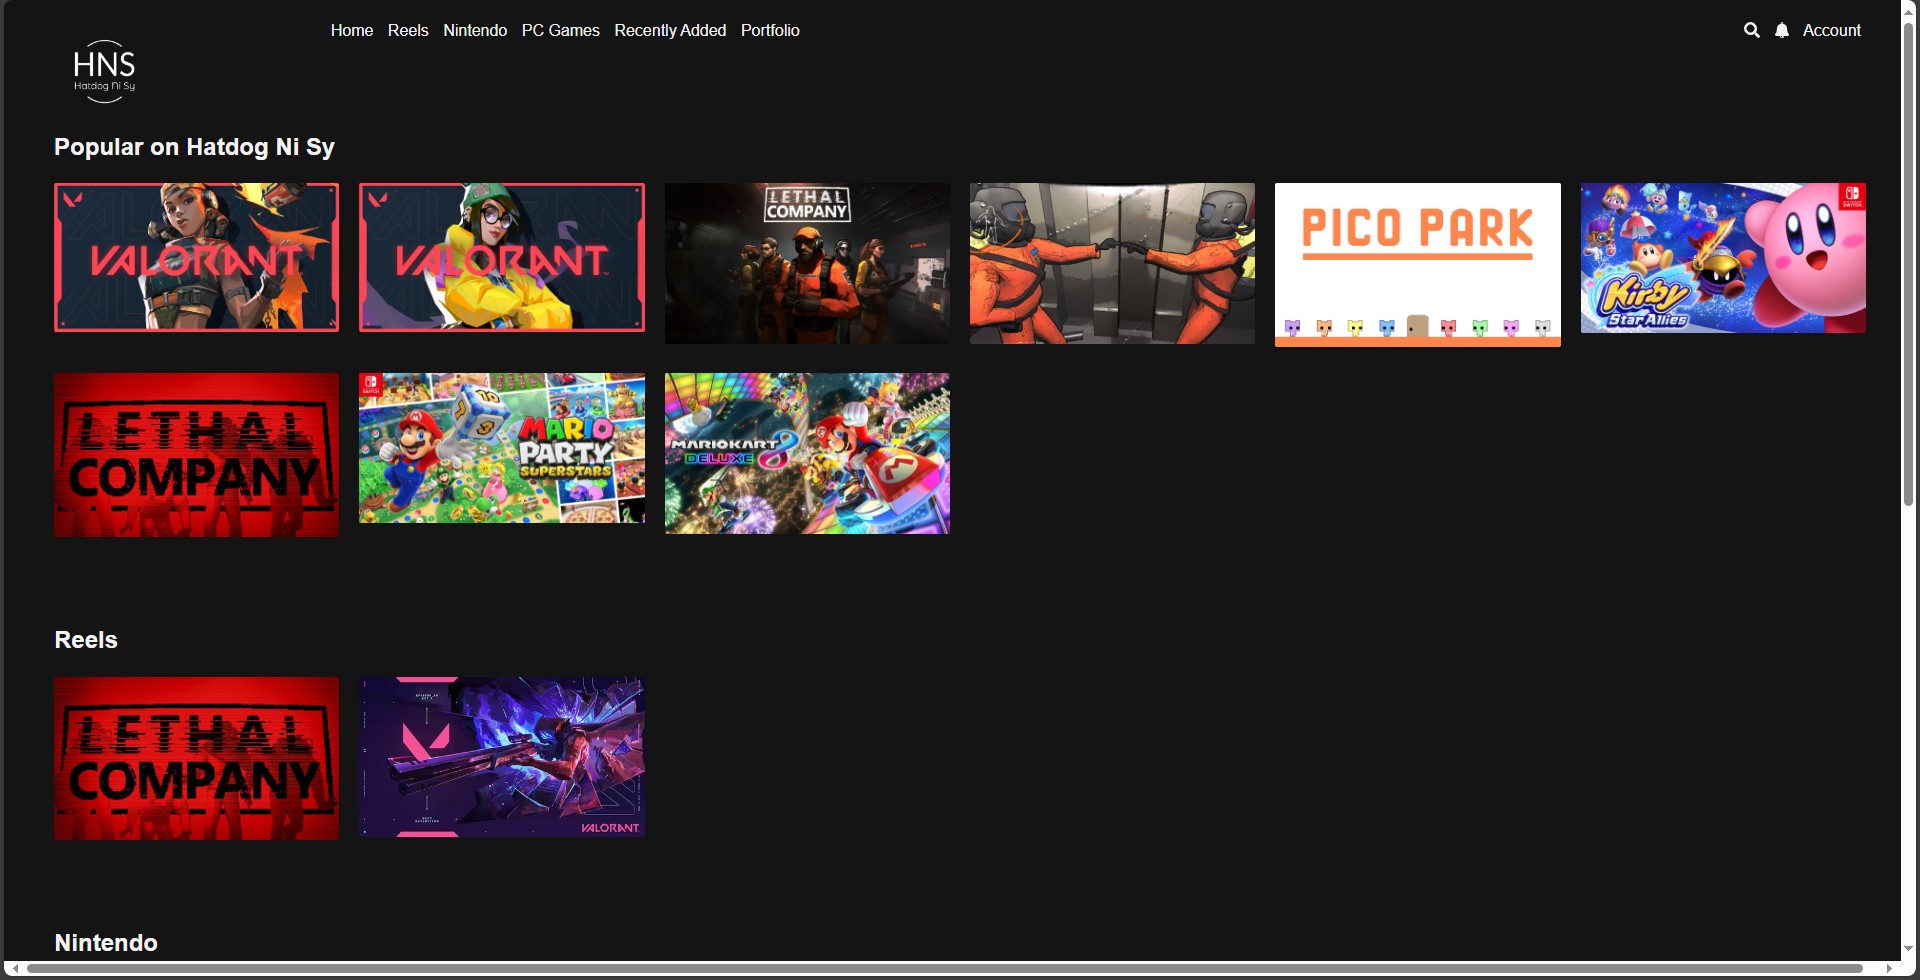 Home Reels Nintendo PC Games Recently Added Portfolio
Account
HNS
Hatdog Ni Sy
Popular on Hatdog Ni Sy
VALORANT
VALORANT
LETHAL
COMPANY
PICO PARK
Kirby
Star Allies
LETHAL
COMPANY
MARIO
PARTY
SUPERSTARS
MARIOKART 8
DELUXE
Reels
LETHAL
COMPANY
VALORANT
Nintendo